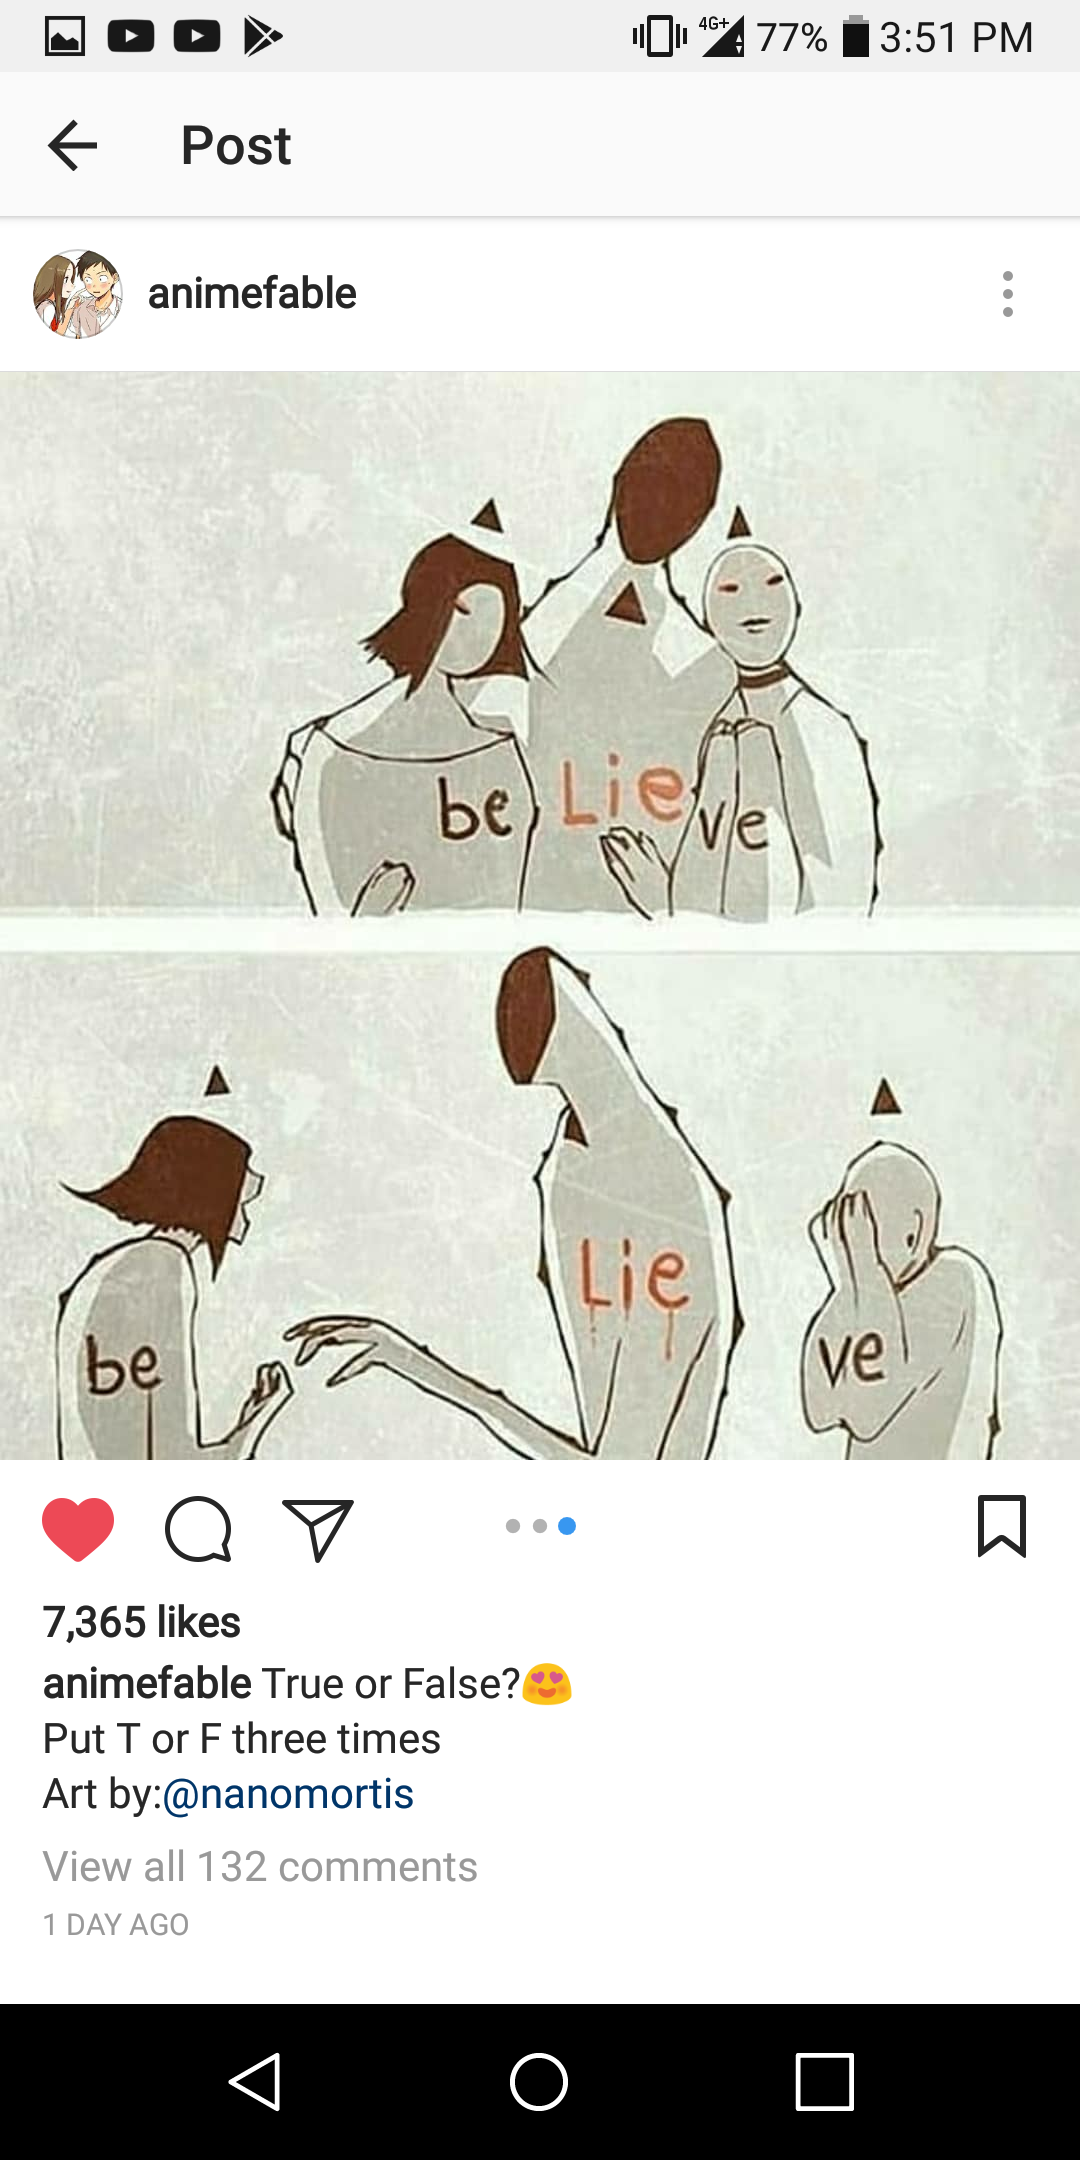 4G+ 77% 3:51 PM
Post
animefable
be Lie ve
be Lie ve
7,365 likes
animefable True or False?😍
Put T or F three times
Art by:@nanomortis
View all 132 comments
1 DAY AGO